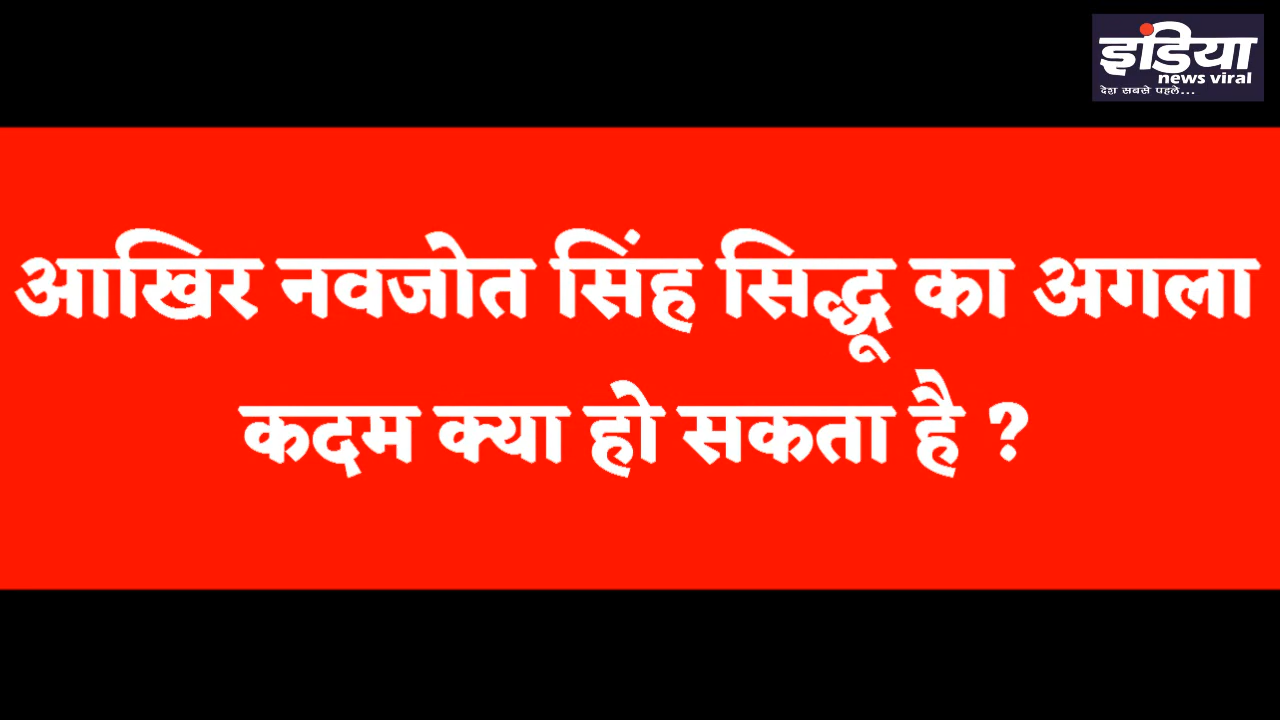 इंडिया
news viral
देश सबसे पहले...
आखिर नवजोत सिंह सिद्धू का अगला
कदम क्या हो सकता है ?